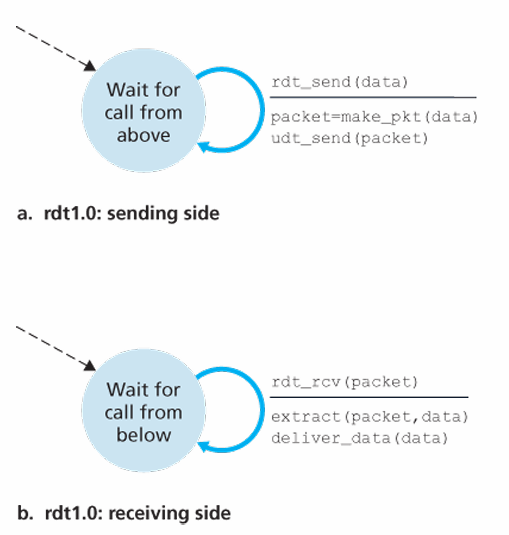 Wait for
call from
above
rdt_send(data)
packet=make_pkt(data)
udt_send(packet)
a. rdt1.0: sending side
Wait for
call from
below
rdt_rcv(packet)
extract(packet,data)
deliver_data(data)
b. rdt1.0: receiving side